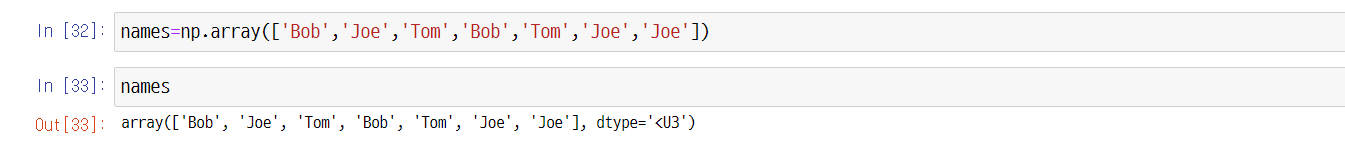 In [32]: names=np.array(['Bob','Joe','Tom','Bob','Tom','Joe','Joe'])
In [33]: names
Out[33]: array(['Bob', 'Joe', 'Tom', 'Bob', 'Tom', 'Joe', 'Joe'], dtype='<U3')